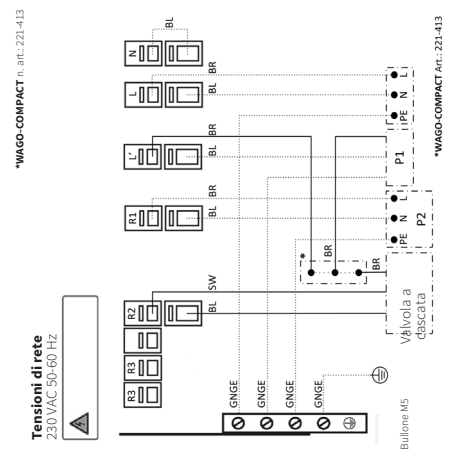 *WAGO-COMPACT n. art.: 221-413
*WAGO-COMPACT Art.: 221-413
Tensioni di rete
230 VAC 50-60 Hz
N
BL
L
BR
BL
L'
BR
BL
R1
BR
BL
R2
SW
BL
R3
R3
L
N
PE
P1
L
N
PE
P2
*
BR
BR
Valvola a
cascata
GNGE
GNGE
GNGE
GNGE
Bullone M5